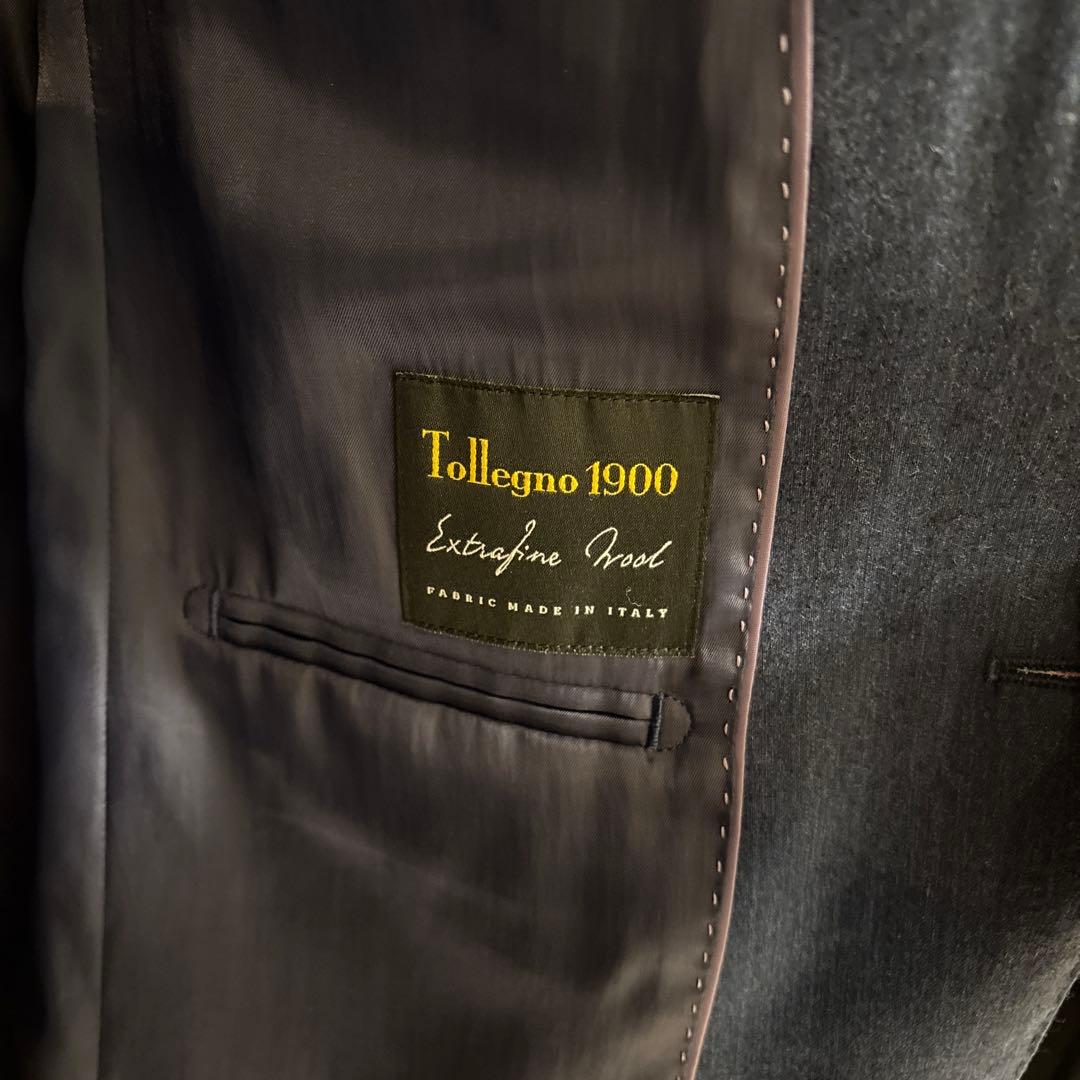 Tollegno 1900
Extrafine Wool
FABRIC MADE IN ITALY